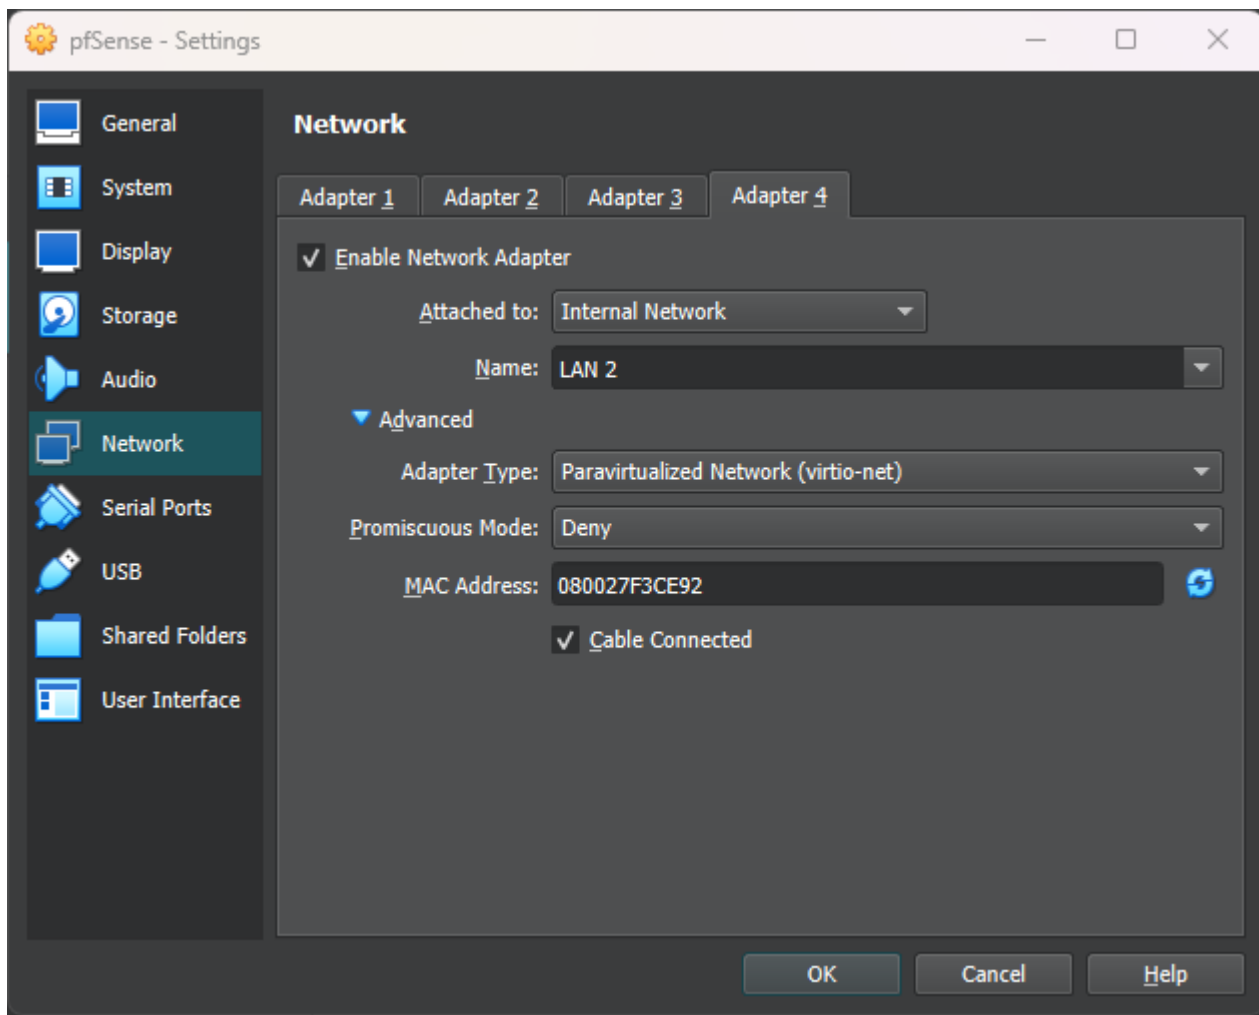 pfSense - Settings
General
System
Display
Storage
Audio
Network
Serial Ports
USB
Shared Folders
User Interface
Network
Adapter 1
Adapter 2
Adapter 3
Adapter 4
Enable Network Adapter
Attached to: Internal Network
Name: LAN 2
Advanced
Adapter Type: Paravirtualized Network (virtio-net)
Promiscuous Mode: Deny
MAC Address: 080027F3CE92
Cable Connected
OK
Cancel
Help